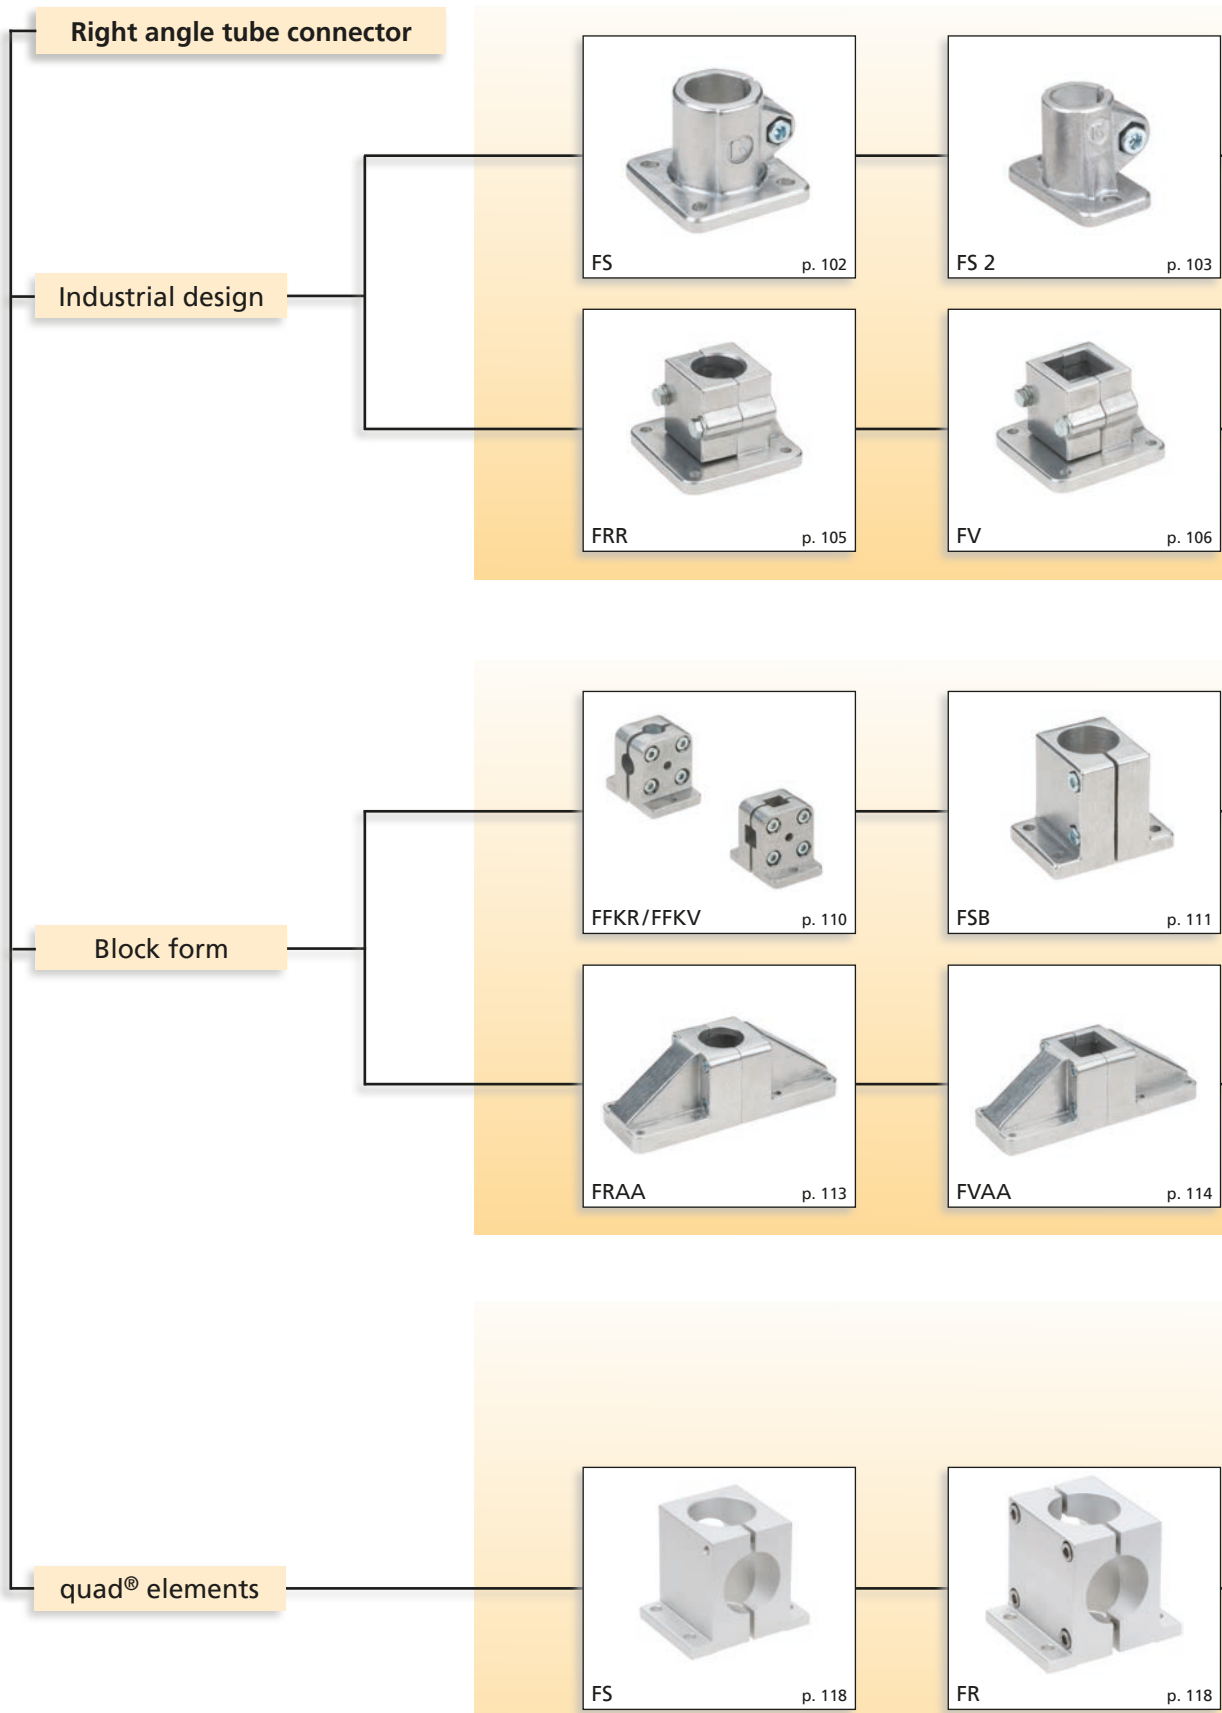 Right angle tube connector
FS p. 102
FS 2 p. 103
Industrial design
FRR p. 105
FV p. 106
FFKR/FFKV p. 110
FSB p. 111
Block form
FRAA p. 113
FVAA p. 114
quad® elements
FS p. 118
FR p. 118